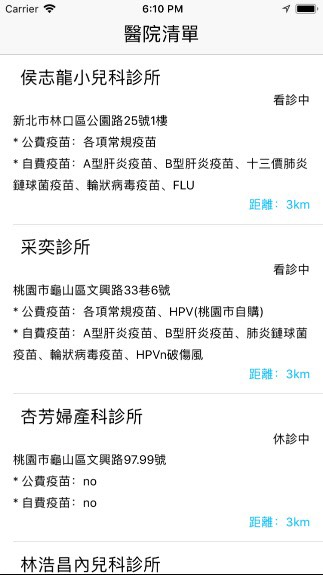 Carrier 6:10 PM
醫院清單
侯志龍小兒科診所
看診中
新北市林口區公園路25號1樓
* 公費疫苗：各項常規疫苗
* 自費疫苗：A型肝炎疫苗、B型肝炎疫苗、十三價肺炎
鏈球菌疫苗、輪狀病毒疫苗、FLU
距離：3km
采奕診所
看診中
桃園市龜山區文興路33巷6號
* 公費疫苗：各項常規疫苗、HPV(桃園市自購)
* 自費疫苗：A型肝炎疫苗、B型肝炎疫苗、肺炎鏈球菌
疫苗、輪狀病毒疫苗、HPVn破傷風
距離：3km
杏芳婦產科診所
休診中
桃園市龜山區文興路97.99號
* 公費疫苗：no
* 自費疫苗：no
距離：3km
林浩昌內兒科診所